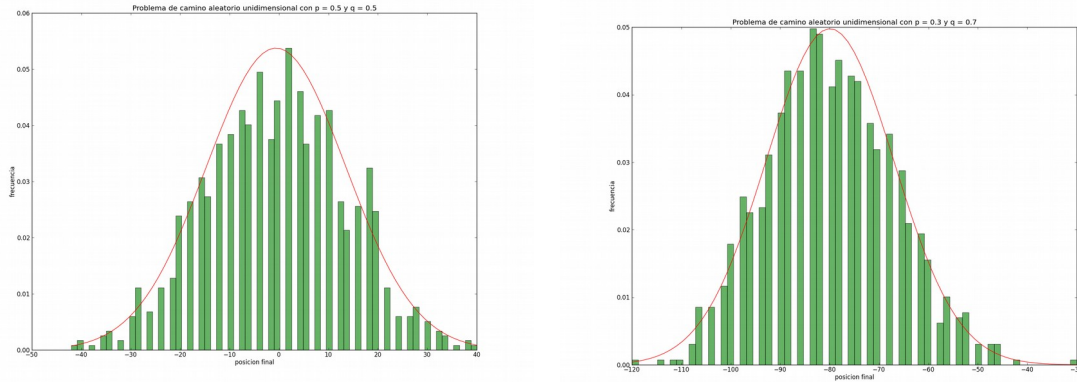 Problema de camino aleatorio unidimensional con p = 0.5 y q = 0.5
0.06
0.05
0.04
0.03
0.02
0.01
0.00
frecuencia
−50 −40 −30 −20 −10 0 10 20 30 40
posicion final
Problema de camino aleatorio unidimensional con p = 0.3 y q = 0.7
0.05
0.04
0.03
0.02
0.01
0.00
frecuencia
−120 −110 −100 −90 −80 −70 −60 −50 −40
posicion final